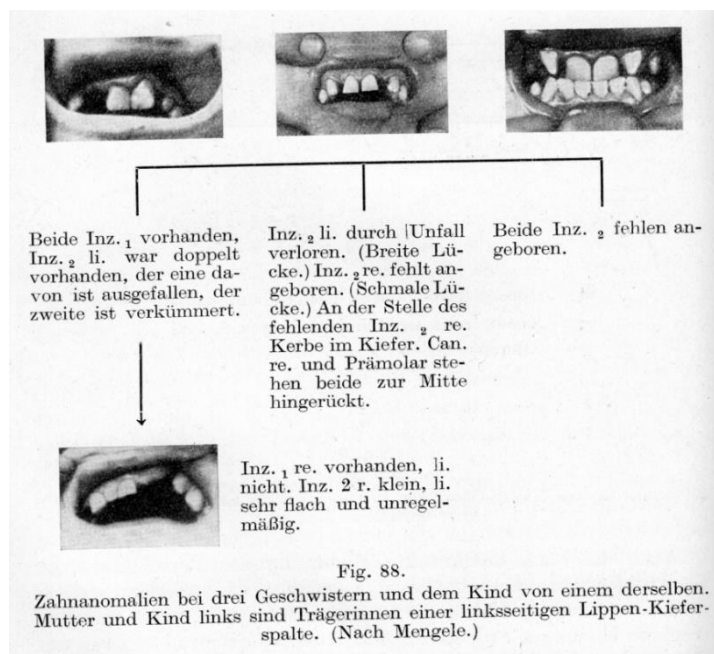 Beide Inz. 1 vorhanden,
Inz. 2 li. war doppelt
vorhanden, der eine da-
von ist ausgefallen, der
zweite ist verkümmert.
Inz. 2 li. durch Unfall
verloren. (Breite Lü-
cke.) Inz. 2 re. fehlt an-
geboren. (Schmale Lü-
cke.) An der Stelle des
fehlenden Inz. 2 re.
Kerbe im Kiefer. Can.
re. und Prämolar ste-
hen beide zur Mitte
hingerückt.
Beide Inz. 2 fehlen an-
geboren.
Inz. 1 re. vorhanden, li.
nicht. Inz. 2 r. klein, li.
sehr flach und unregel-
mäßig.
Fig. 88.
Zahnanomalien bei drei Geschwistern und dem Kind von einem derselben.
Mutter und Kind links sind Trägerinnen einer linksseitigen Lippen-Kiefer-
spalte. (Nach Mengele.)